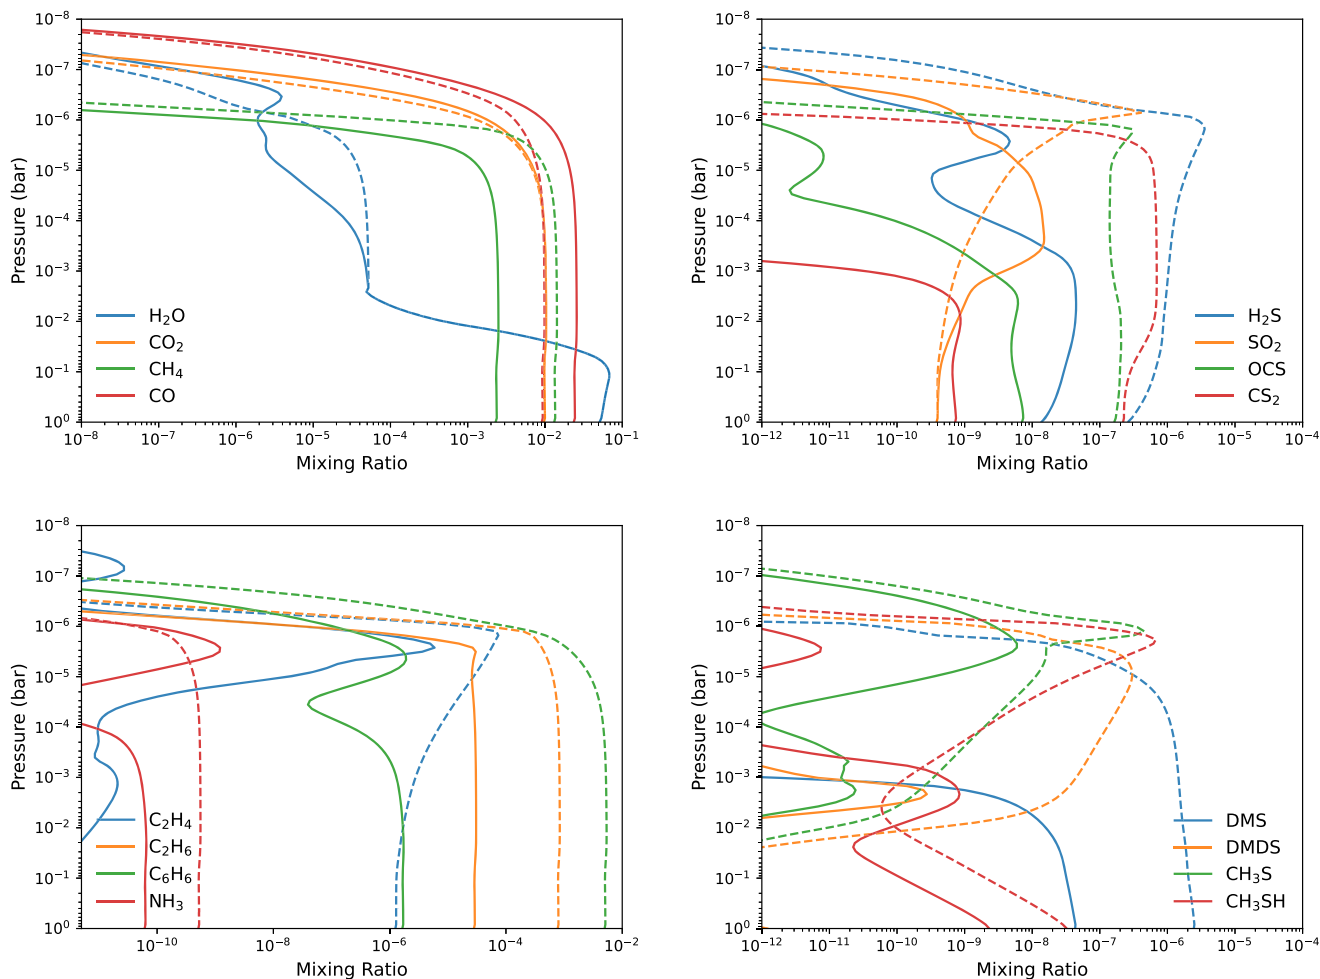 10⁻⁸
10⁻⁷
10⁻⁶
10⁻⁵
10⁻⁴
10⁻³
10⁻²
10⁻¹
10⁰
Pressure (bar)
H₂O
CO₂
CH₄
CO
10⁻⁸ 10⁻⁷ 10⁻⁶ 10⁻⁵ 10⁻⁴ 10⁻³ 10⁻² 10⁻¹
Mixing Ratio
10⁻⁸
10⁻⁷
10⁻⁶
10⁻⁵
10⁻⁴
10⁻³
10⁻²
10⁻¹
10⁰
Pressure (bar)
H₂S
SO₂
OCS
CS₂
10⁻¹² 10⁻¹¹ 10⁻¹⁰ 10⁻⁹ 10⁻⁸ 10⁻⁷ 10⁻⁶ 10⁻⁵ 10⁻⁴
Mixing Ratio
10⁻⁸
10⁻⁷
10⁻⁶
10⁻⁵
10⁻⁴
10⁻³
10⁻²
10⁻¹
10⁰
Pressure (bar)
C₂H₄
C₂H₆
C₆H₆
NH₃
10⁻¹⁰ 10⁻⁸ 10⁻⁶ 10⁻⁴ 10⁻²
Mixing Ratio
10⁻⁸
10⁻⁷
10⁻⁶
10⁻⁵
10⁻⁴
10⁻³
10⁻²
10⁻¹
10⁰
Pressure (bar)
DMS
DMDS
CH₃S
CH₃SH
10⁻¹² 10⁻¹¹ 10⁻¹⁰ 10⁻⁹ 10⁻⁸ 10⁻⁷ 10⁻⁶ 10⁻⁵ 10⁻⁴
Mixing Ratio